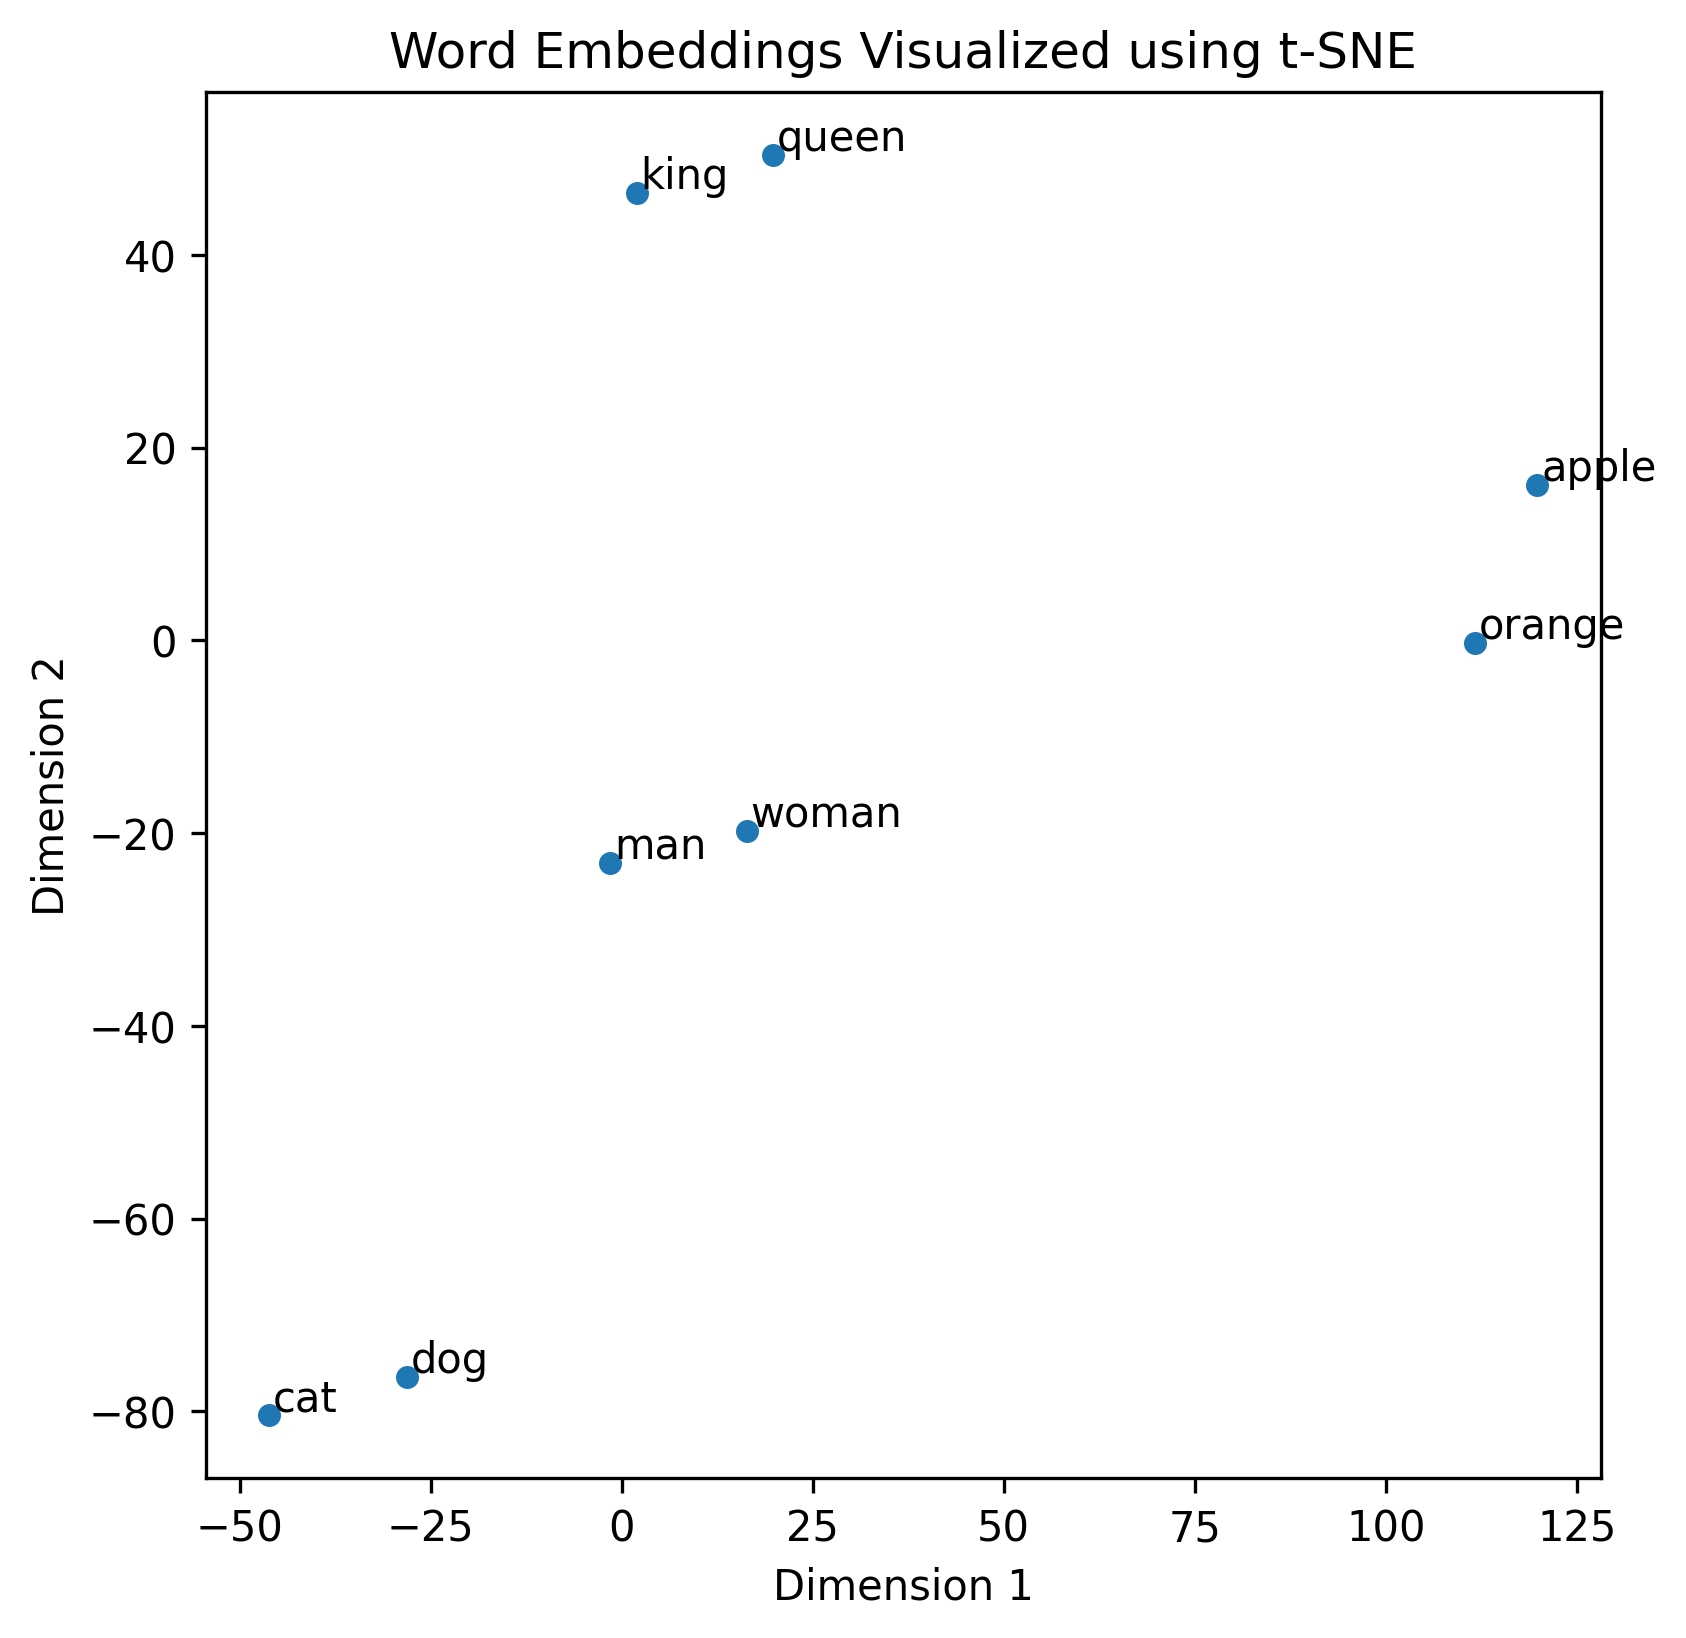 Word Embeddings Visualized using t-SNE
queen
king
40
20
apple
0
orange
Dimension 2
−20
woman
man
−40
−60
dog
cat
−80
−50 −25 0 25 50 75 100 125
Dimension 1